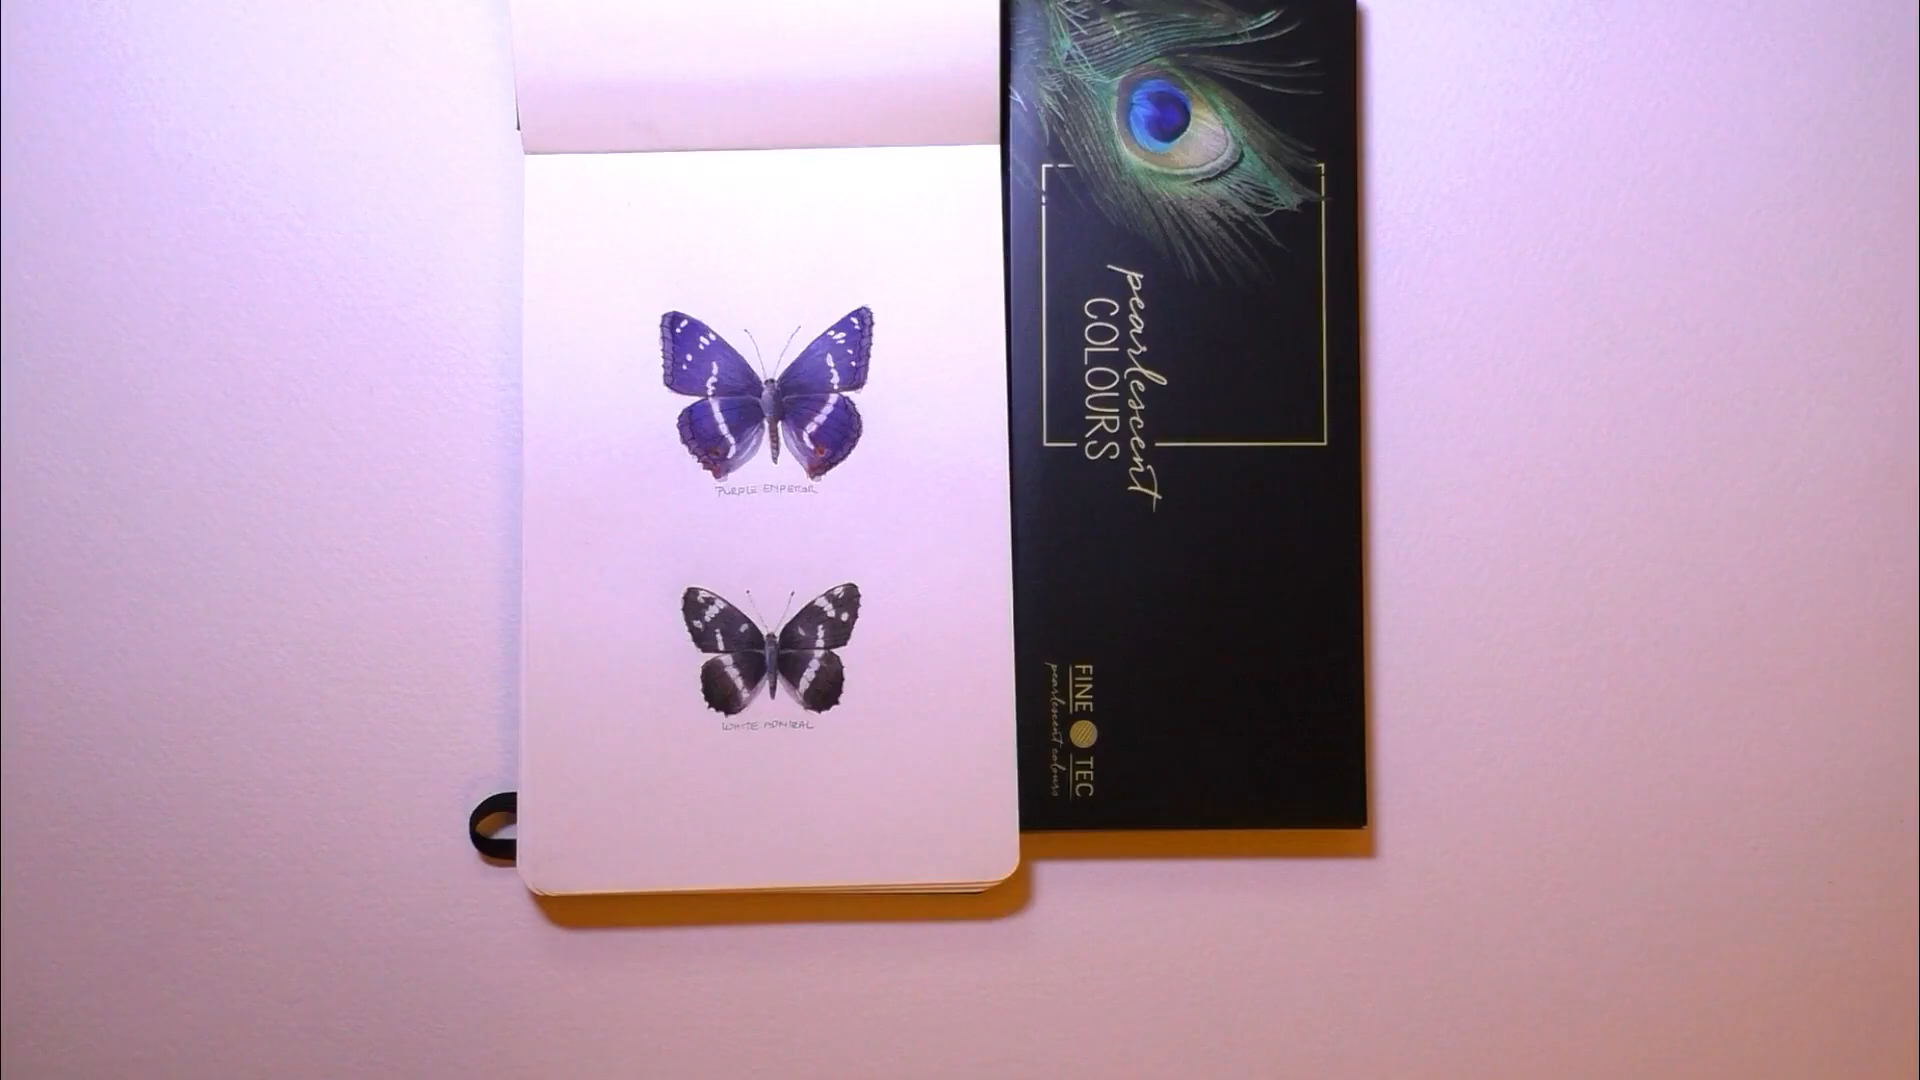 PURPLE EMPEROR
WHITE ADMIRAL
pearlescent
COLOURS
FINE TEC
pearlescent colours